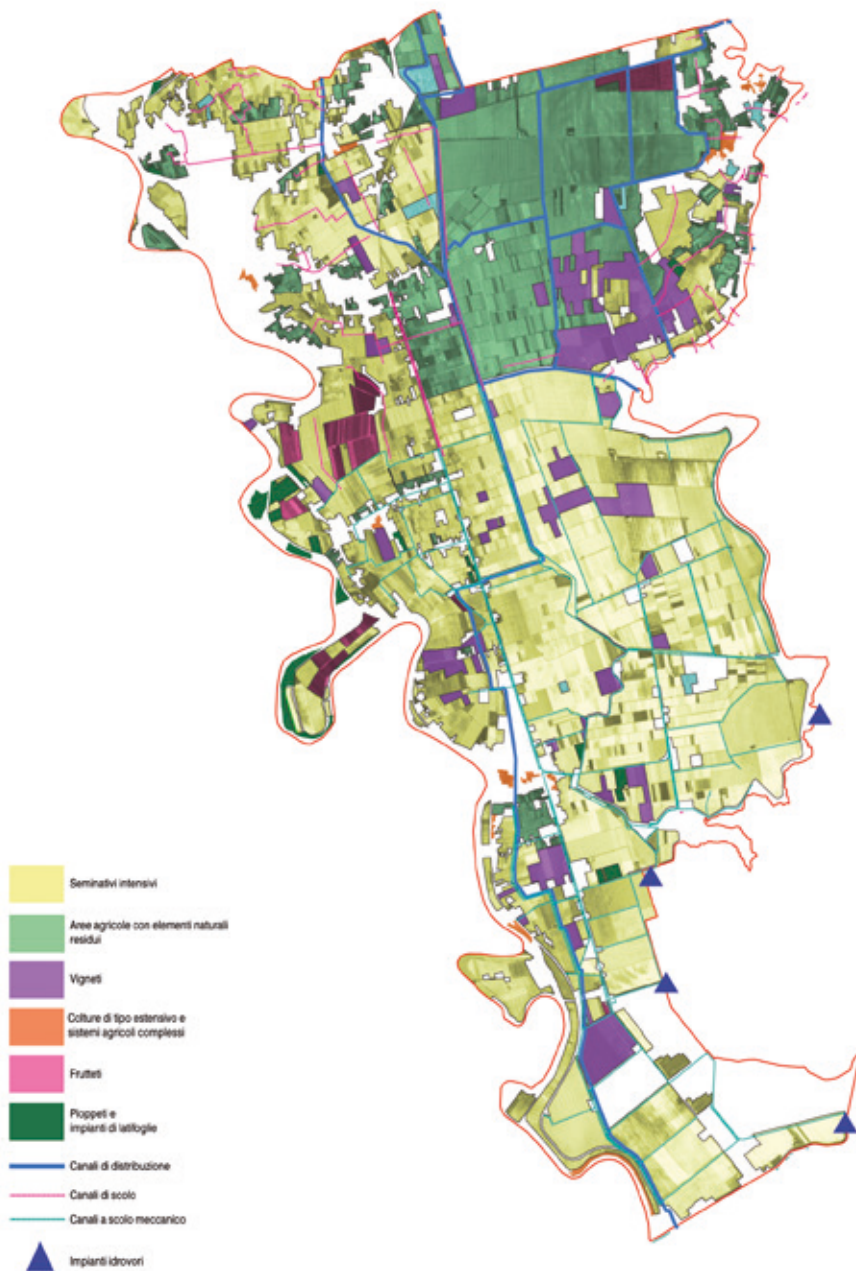 Seminativi intensivi
Aree agricole con elementi naturali
residui
Vigneti
Colture di tipo estensivo e
sistemi agricoli complessi
Frutteti
Pioppeti e
impianti di latifoglie
Canali di distribuzione
Canali di scolo
Canali a scolo meccanico
Impianti idrovori